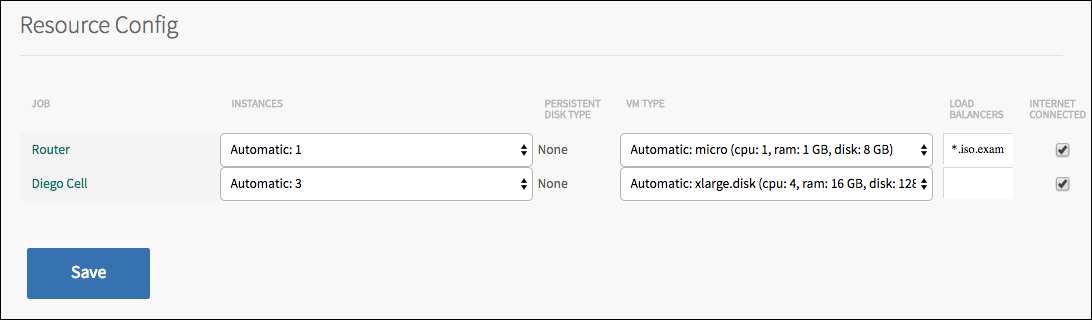 Resource Config
JOB INSTANCES PERSISTENT DISK TYPE VM TYPE LOAD BALANCERS INTERNET CONNECTED
Router Automatic: 1 None Automatic: micro (cpu: 1, ram: 1 GB, disk: 8 GB) *.iso.exam
Diego Cell Automatic: 3 None Automatic: xlarge.disk (cpu: 4, ram: 16 GB, disk: 128
Save